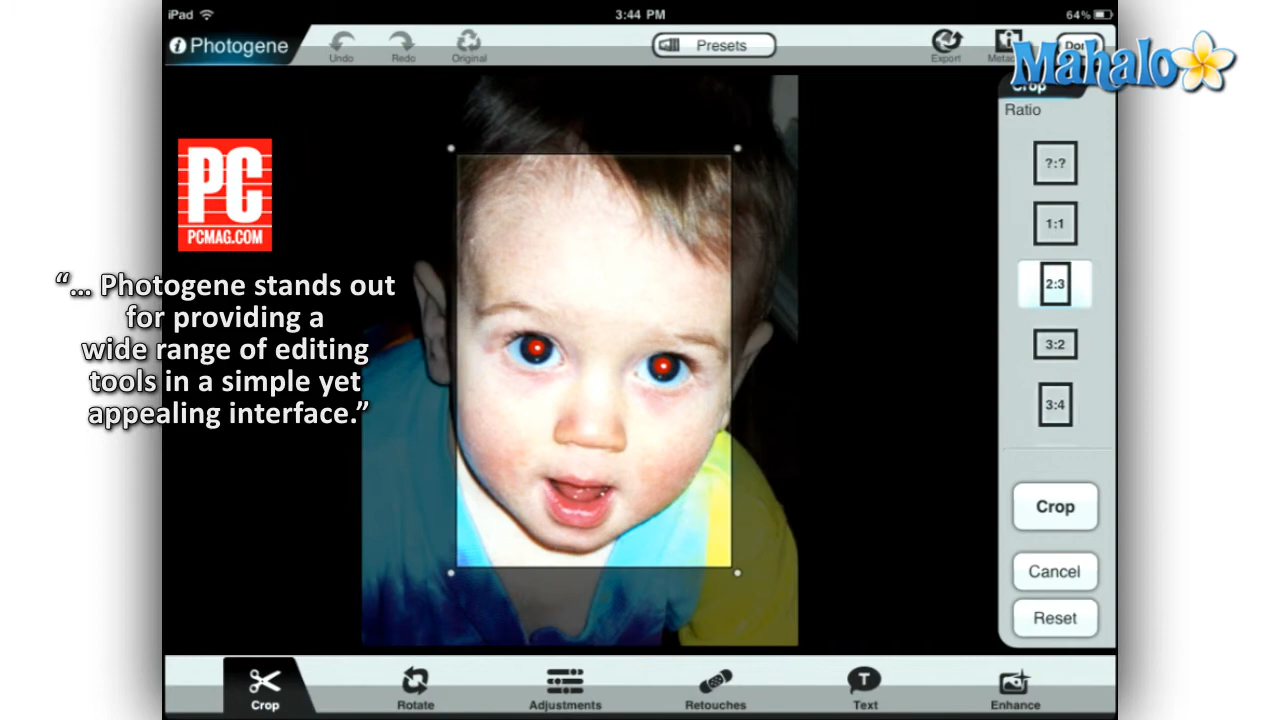 iPad
3:44 PM
64%
Photogene
Undo
Redo
Original
Presets
Export
Mahalo
Crop
Ratio
?:?
1:1
2:3
3:2
3:4
PC
PCMAG.COM
“... Photogene stands out
for providing a
wide range of editing
tools in a simple yet
appealing interface.”
Crop
Cancel
Reset
Crop
Rotate
Adjustments
Retouches
T
Text
Enhance